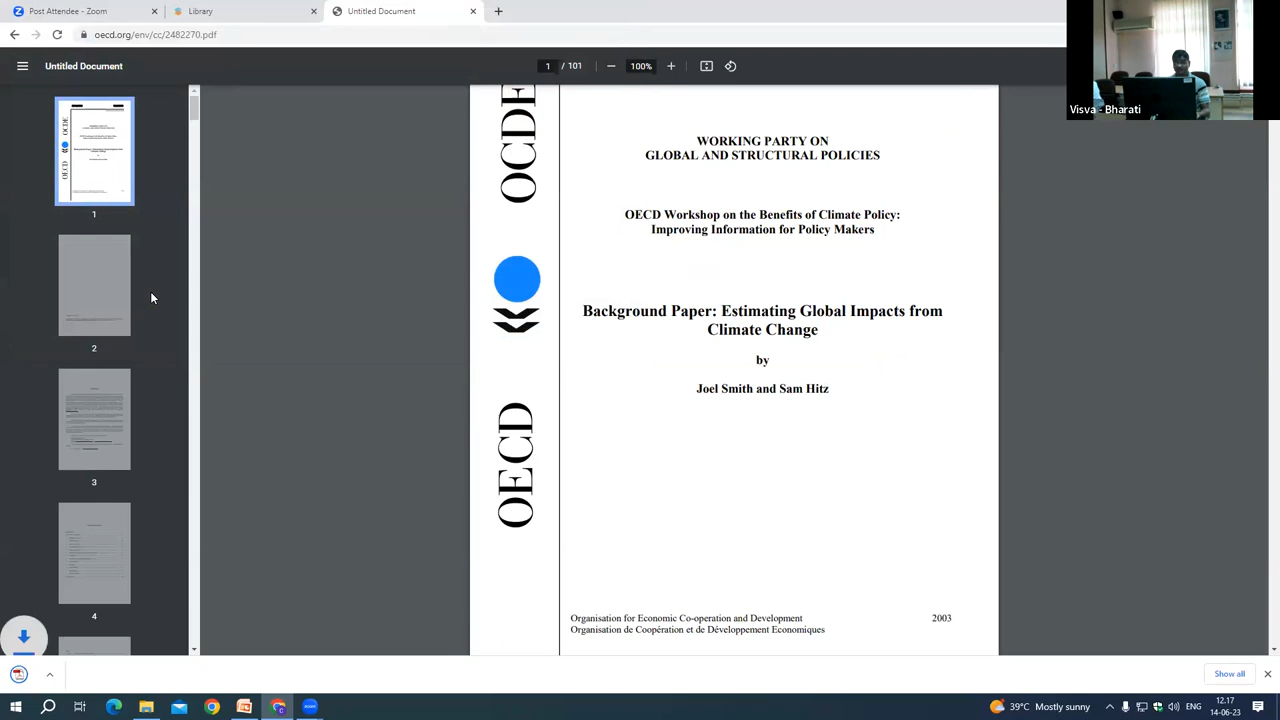 Post Attendee - Zoom
Library
Untitled Document
oecd.org/env/cc/2482270.pdf
Visva - Bharati
Untitled Document
1 / 101
100%
OCDE
OECD
WORKING PARTY ON
GLOBAL AND STRUCTURAL POLICIES
OECD Workshop on the Benefits of Climate Policy:
Improving Information for Policy Makers
Background Paper: Estimating Global Impacts from
Climate Change
by
Joel Smith and Sam Hitz
Organisation for Economic Co-operation and Development 2003
Organisation de Coopération et de Développement Economiques
1
2
3
4
Show all
39°C Mostly sunny
ENG
12.17
14-06-23